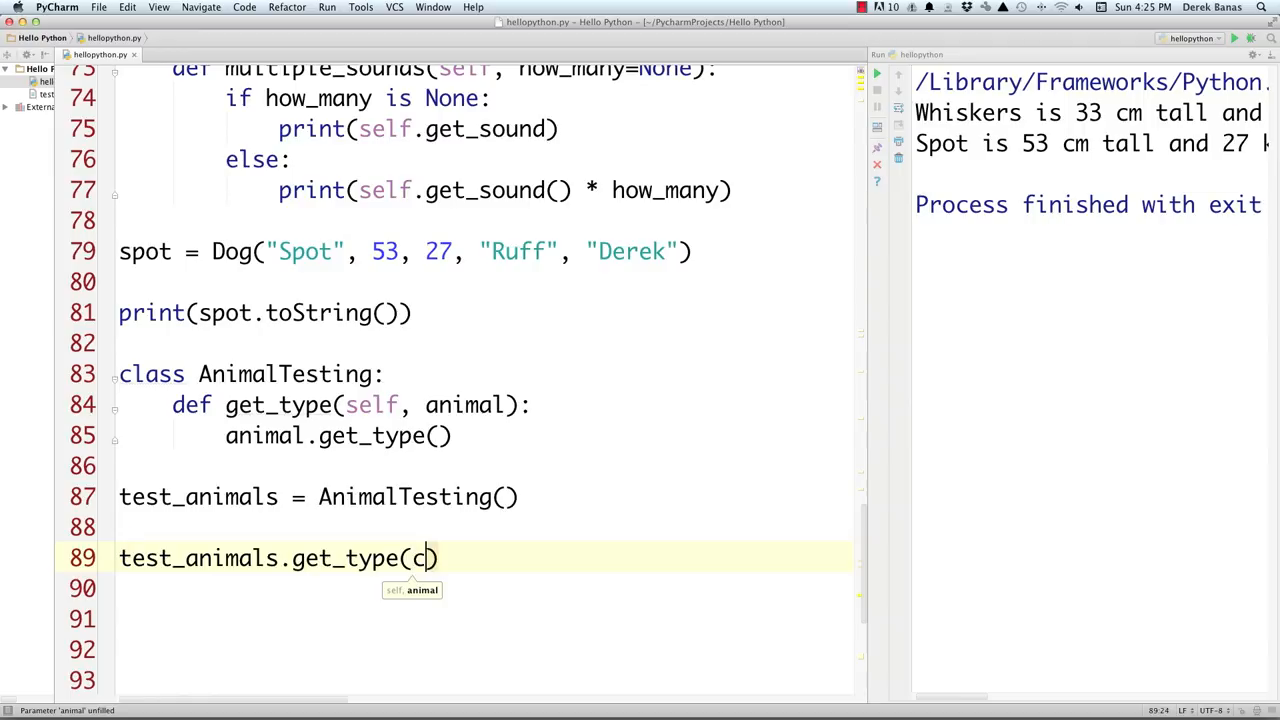 PyCharm File Edit View Navigate Code Refactor Run Tools VCS Window Help 10 Sun 4:25 PM Derek Banas
hellopython.py – Hello Python – [~/PycharmProjects/Hello Python]
Hello Python hellopython.py hellopython
hellopython.py Run hellopython
Hello P
hello
test
Externa
73 def multiple_sounds(self, how_many=None):
74 if how_many is None:
75 print(self.get_sound)
76 else:
77 print(self.get_sound() * how_many)
78
79 spot = Dog("Spot", 53, 27, "Ruff", "Derek")
80
81 print(spot.toString())
82
83 class AnimalTesting:
84 def get_type(self, animal):
85 animal.get_type()
86
87 test_animals = AnimalTesting()
88
89 test_animals.get_type(c)
self, animal
90
91
92
93
/Library/Frameworks/Python.
Whiskers is 33 cm tall and
Spot is 53 cm tall and 27 k
Process finished with exit
Parameter 'animal' unfilled 89:24 LF UTF-8